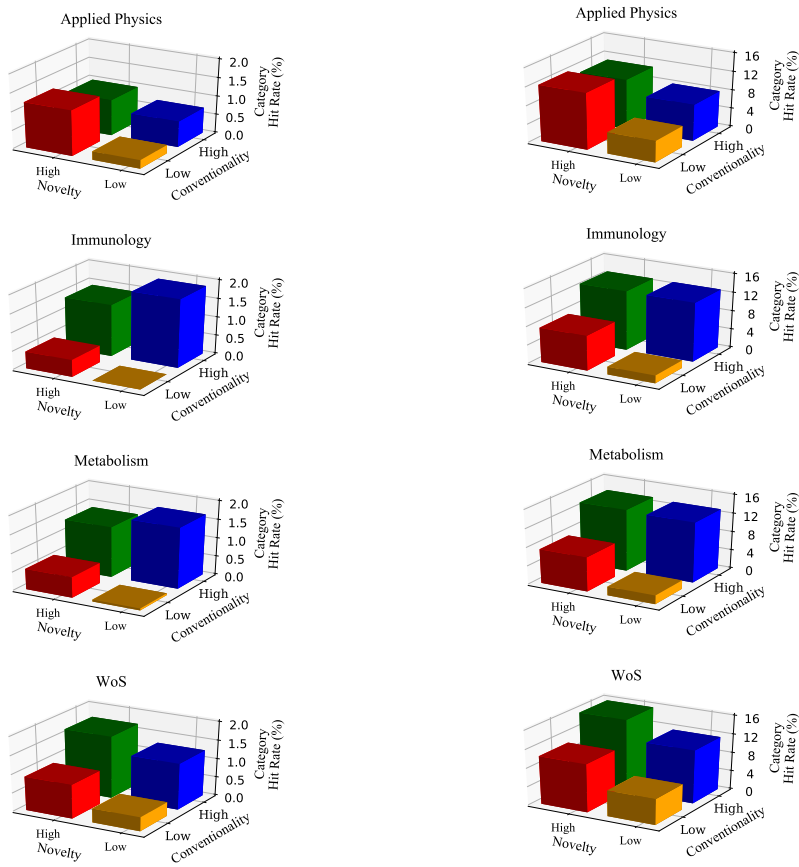 Applied Physics
2.0
1.5
1.0
0.5
0.0
Category
Hit Rate (%)
High
Novelty
Low
Low
High
Conventionality
Applied Physics
16
12
8
4
0
Category
Hit Rate (%)
High
Novelty
Low
Low
High
Conventionality
Immunology
2.0
1.5
1.0
0.5
0.0
Category
Hit Rate (%)
High
Novelty
Low
Low
High
Conventionality
Immunology
16
12
8
4
0
Category
Hit Rate (%)
High
Novelty
Low
Low
High
Conventionality
Metabolism
2.0
1.5
1.0
0.5
0.0
Category
Hit Rate (%)
High
Novelty
Low
Low
High
Conventionality
Metabolism
16
12
8
4
0
Category
Hit Rate (%)
High
Novelty
Low
Low
High
Conventionality
WoS
2.0
1.5
1.0
0.5
0.0
Category
Hit Rate (%)
High
Novelty
Low
Low
High
Conventionality
WoS
16
12
8
4
0
Category
Hit Rate (%)
High
Novelty
Low
Low
High
Conventionality